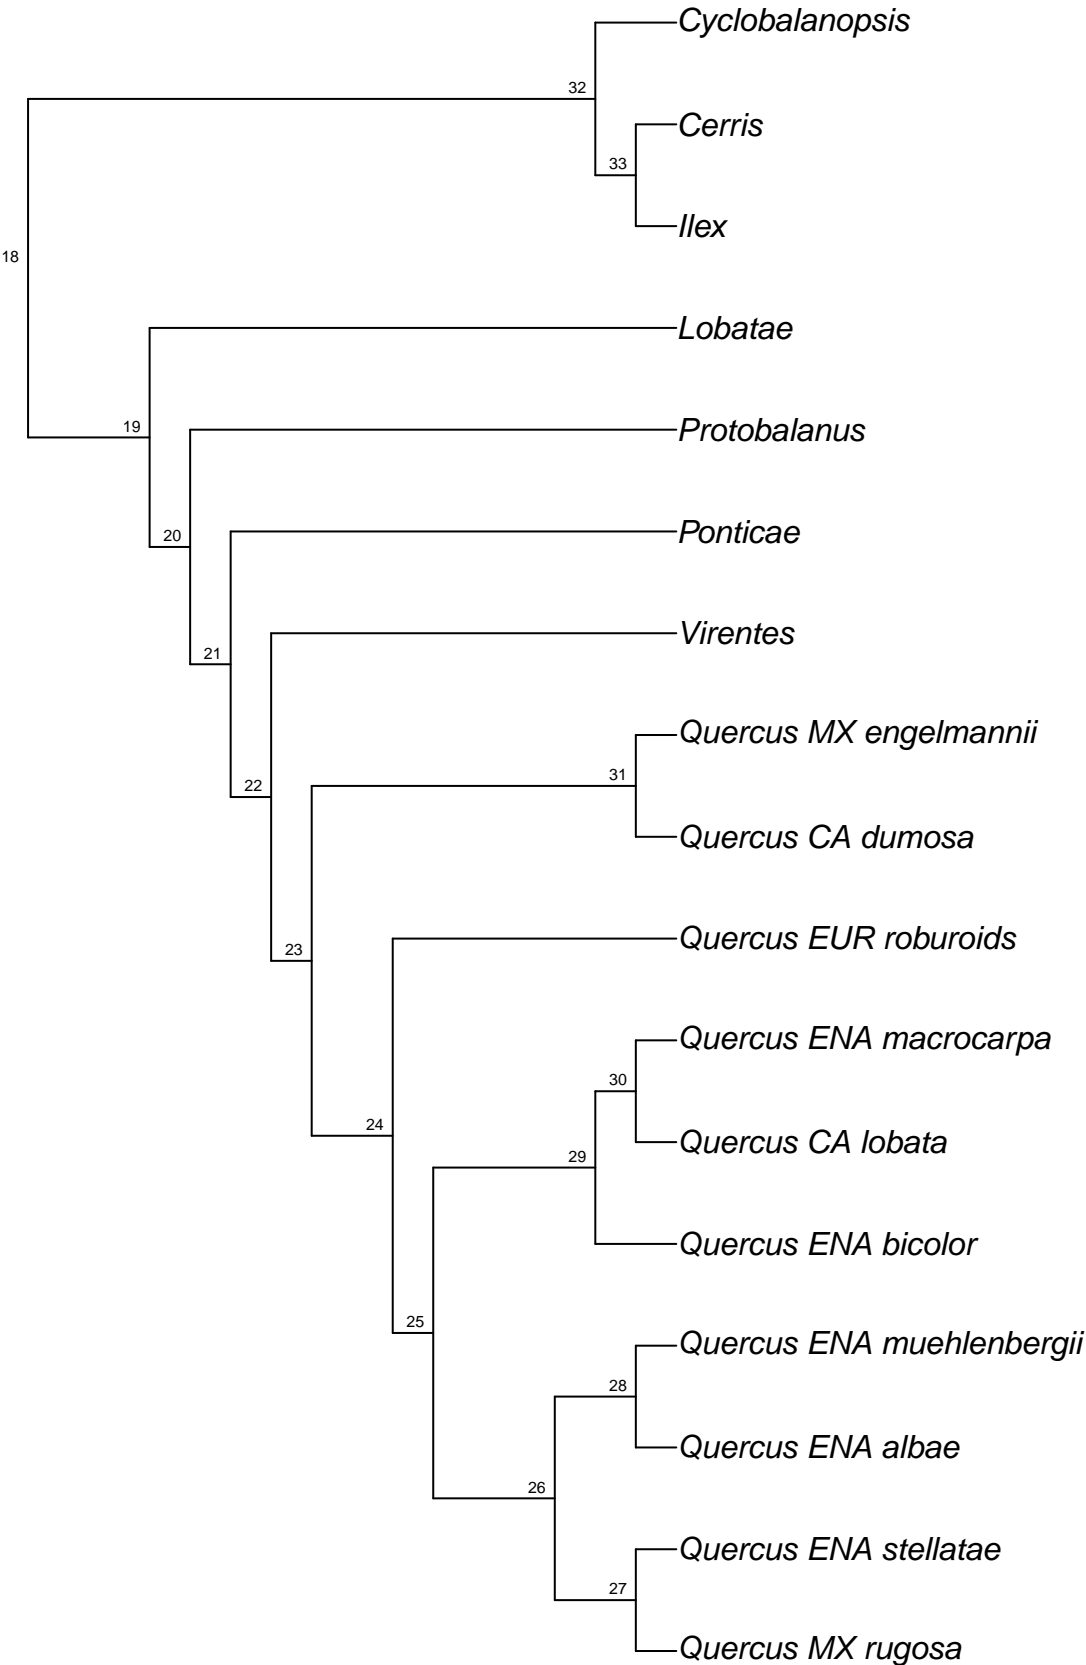 Cyclobalanopsis
32
Cerris
33
Ilex
18
Lobatae
19
Protobalanus
20
Ponticae
Virentes
21
Quercus MX engelmannii
31
22
Quercus CA dumosa
Quercus EUR roburoids
23
Quercus ENA macrocarpa
30
24
Quercus CA lobata
29
Quercus ENA bicolor
25
Quercus ENA muehlenbergii
28
Quercus ENA albae
26
Quercus ENA stellatae
27
Quercus MX rugosa